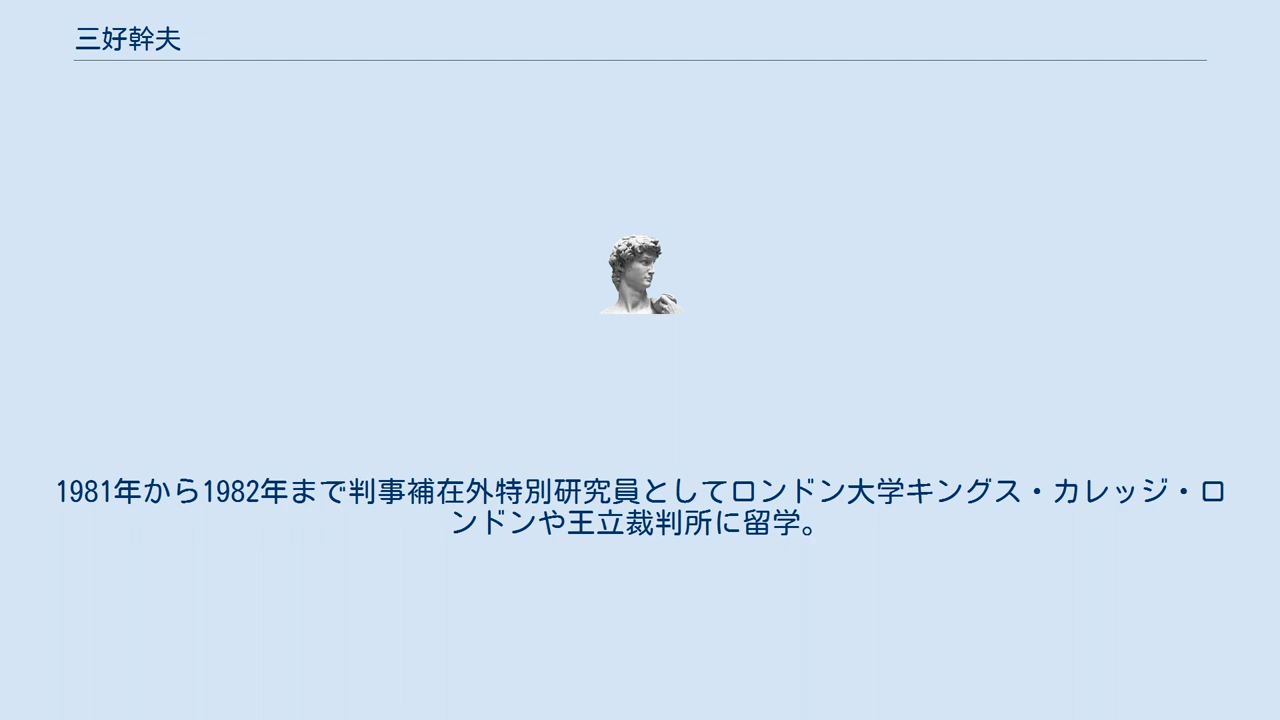 三好幹夫
1981年から1982年まで判事補在外特別研究員としてロンドン大学キングス・カレッジ・ロ
ンドンや王立裁判所に留学。